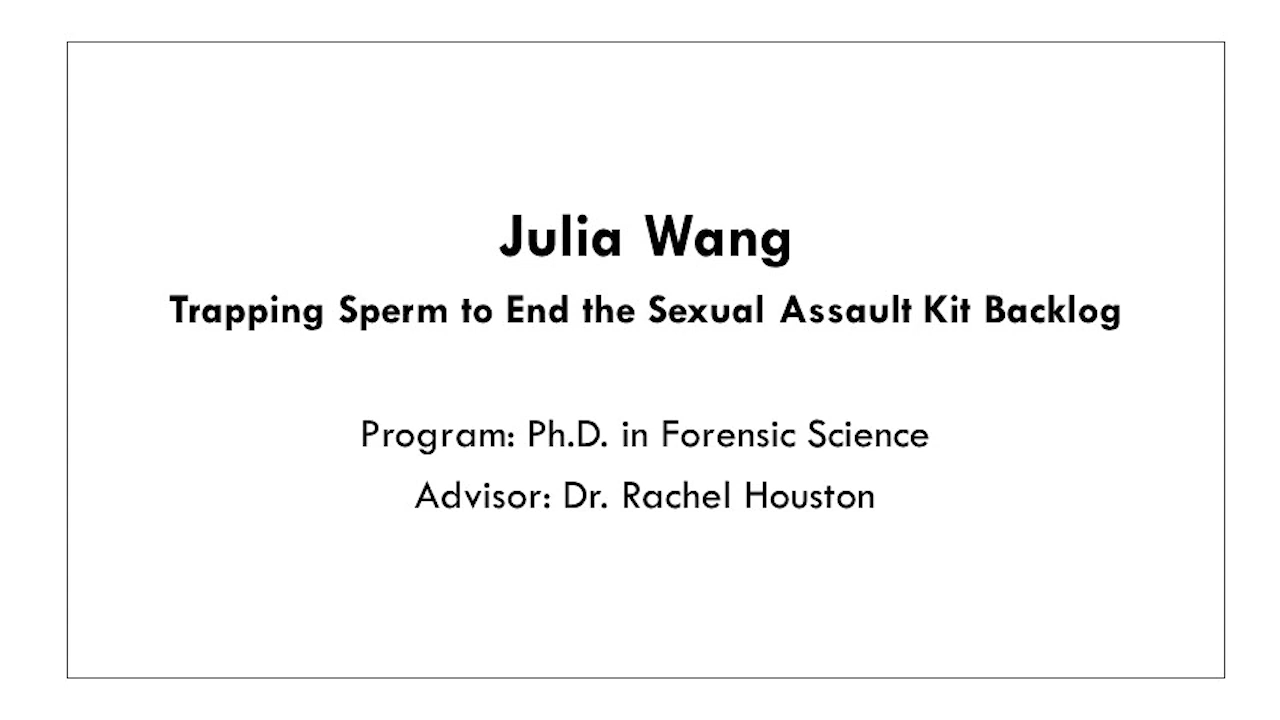 Julia Wang
Trapping Sperm to End the Sexual Assault Kit Backlog
Program: Ph.D. in Forensic Science
Advisor: Dr. Rachel Houston